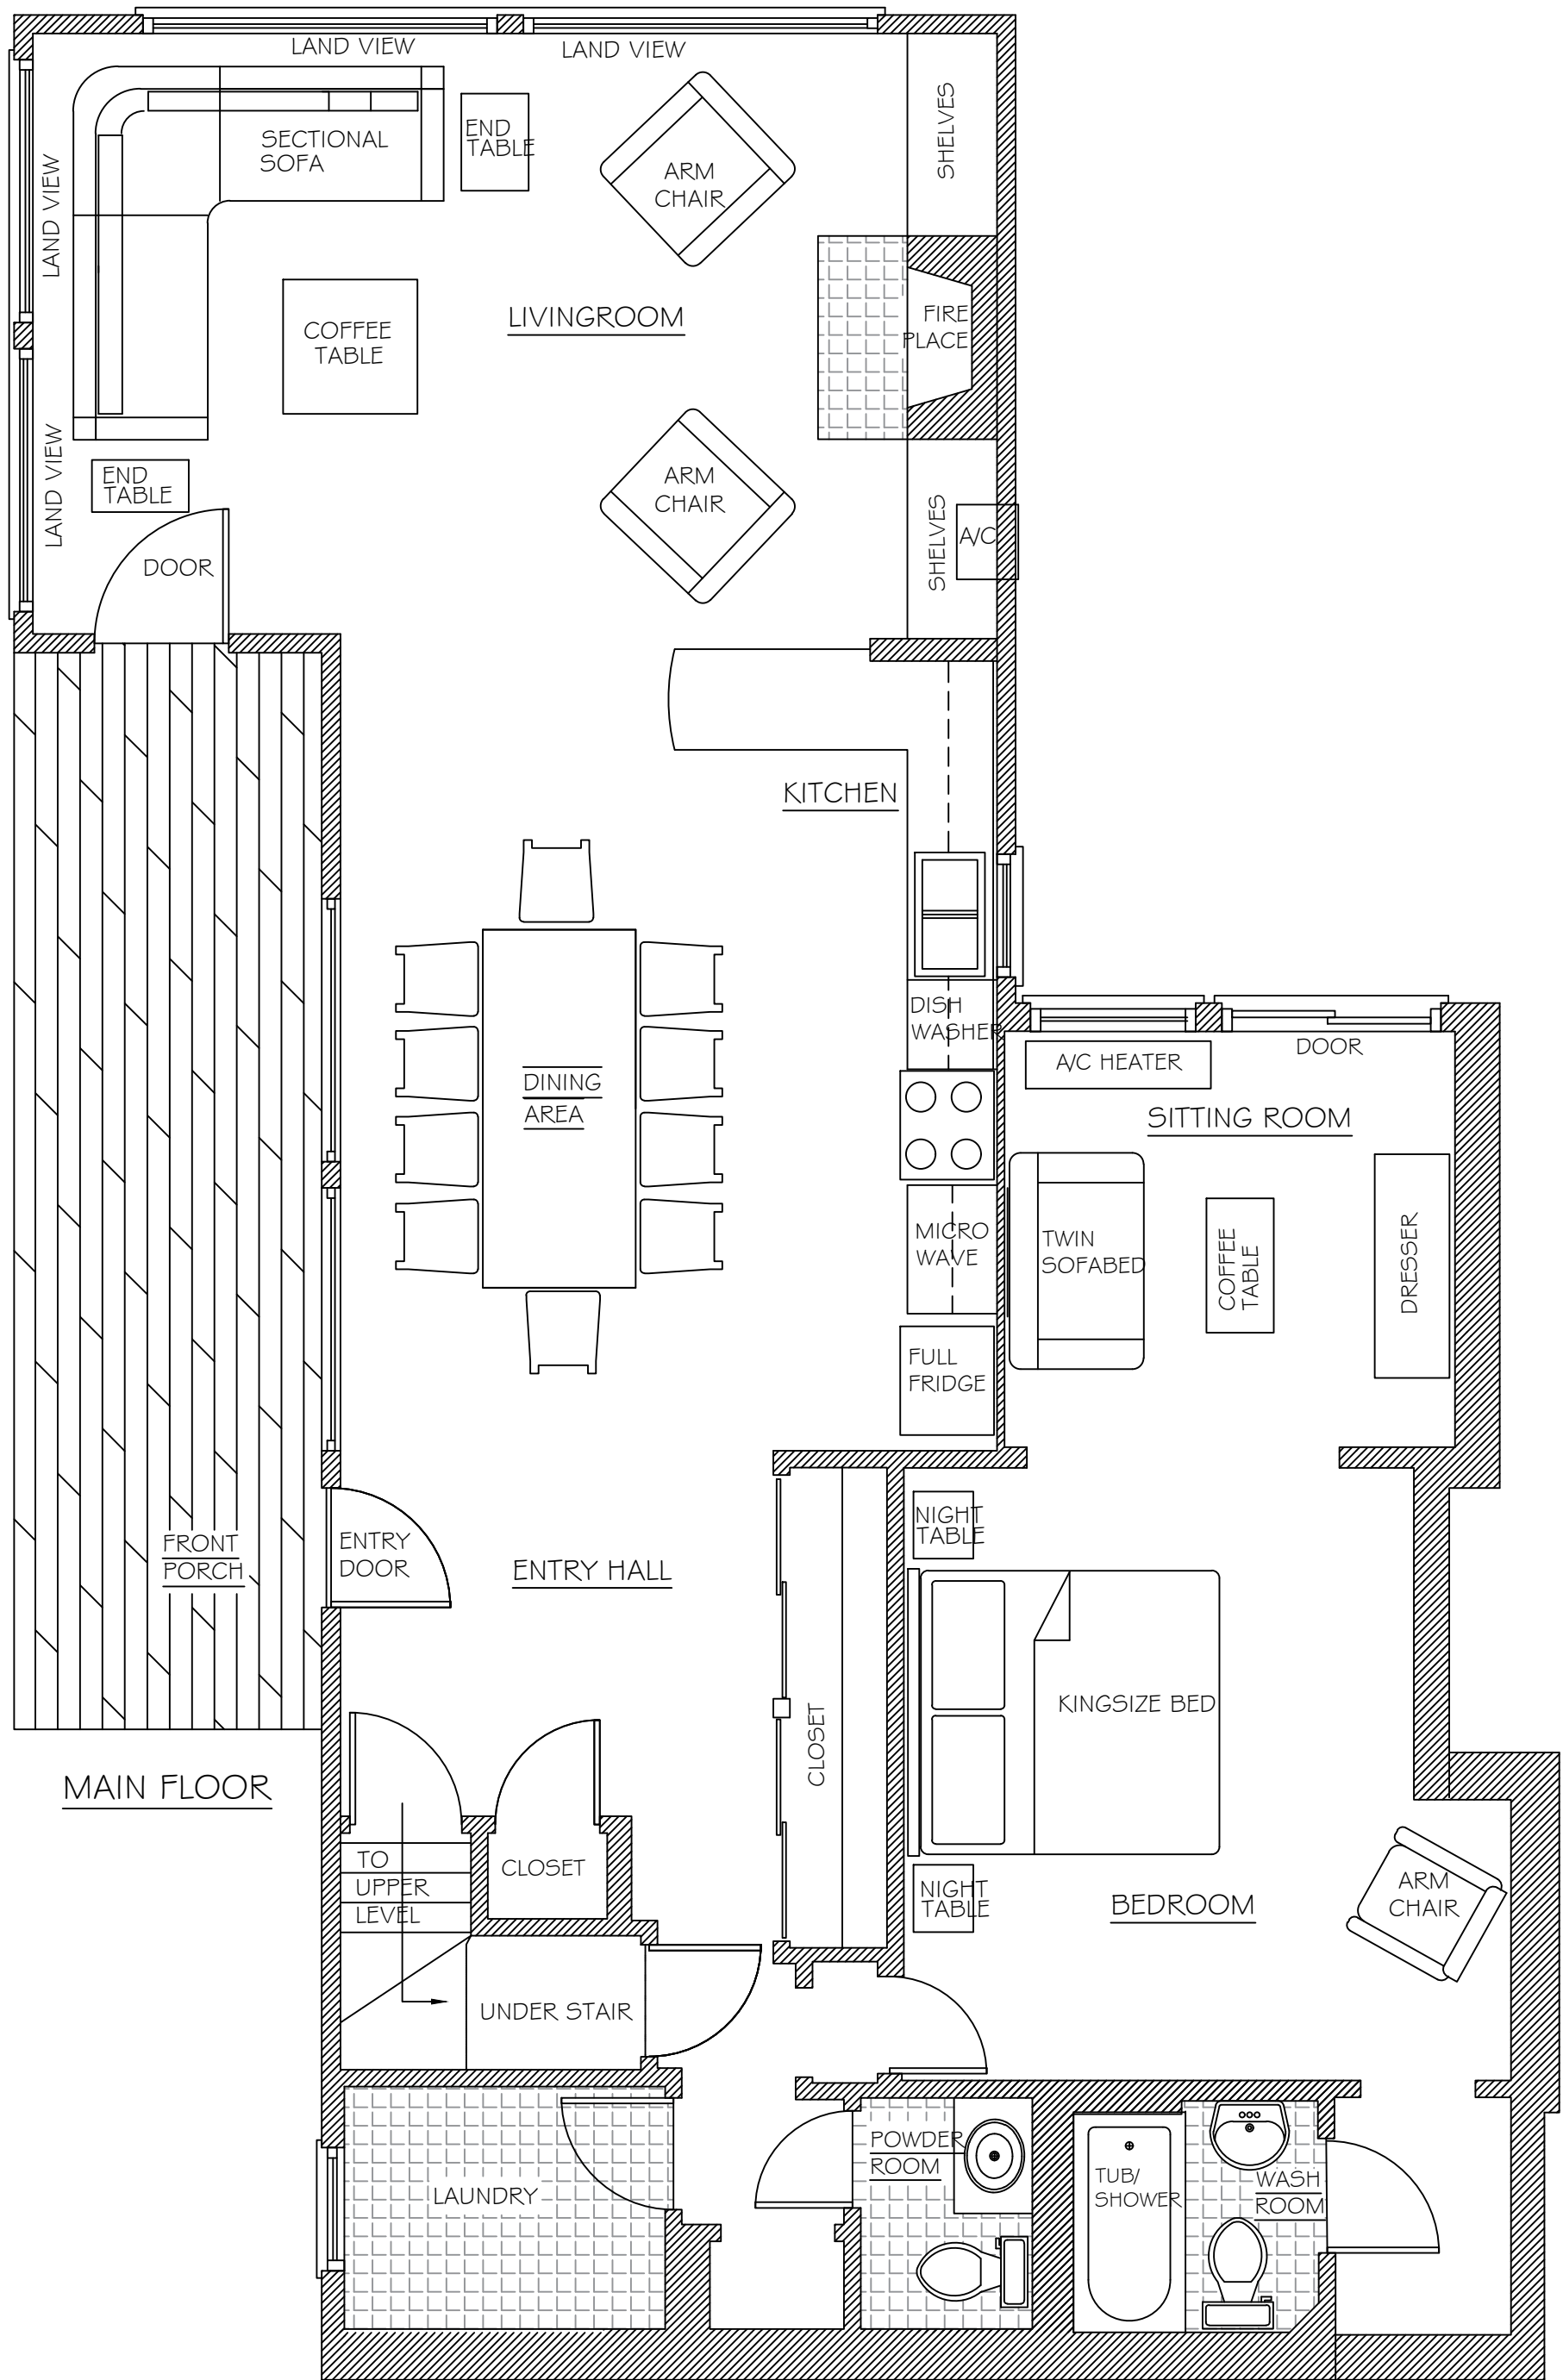 LAND VIEW
LAND VIEW
LAND VIEW
LAND VIEW
SECTIONAL
SOFA
END
TABLE
ARM
CHAIR
SHELVES
COFFEE
TABLE
LIVINGROOM
FIRE
PLACE
END
TABLE
ARM
CHAIR
SHELVES
A/C
DOOR
KITCHEN
DISH
WASHER
DINING
AREA
A/C HEATER
DOOR
SITTING ROOM
MICRO
WAVE
TWIN
SOFABED
COFFEE
TABLE
DRESSER
FULL
FRIDGE
FRONT
PORCH
ENTRY
DOOR
ENTRY HALL
NIGHT
TABLE
KINGSIZE BED
CLOSET
MAIN FLOOR
TO
UPPER
LEVEL
CLOSET
NIGHT
TABLE
BEDROOM
ARM
CHAIR
UNDER STAIR
LAUNDRY
POWDER
ROOM
TUB/
SHOWER
WASH
ROOM